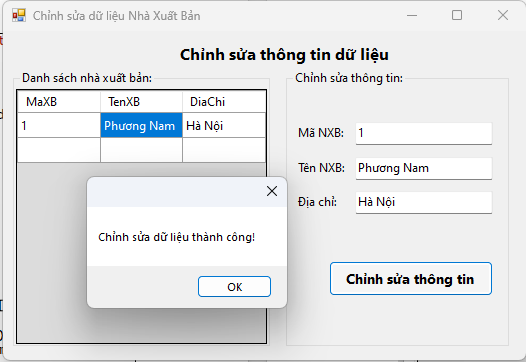 Chỉnh sửa dữ liệu Nhà Xuất Bản
Chỉnh sửa thông tin dữ liệu
Danh sách nhà xuất bản:
MaXB TenXB DiaChi
1 Phương Nam Hà Nội
Chỉnh sửa dữ liệu thành công!
OK
Chỉnh sửa thông tin:
Mã NXB: 1
Tên NXB: Phương Nam
Địa chỉ: Hà Nội
Chỉnh sửa thông tin